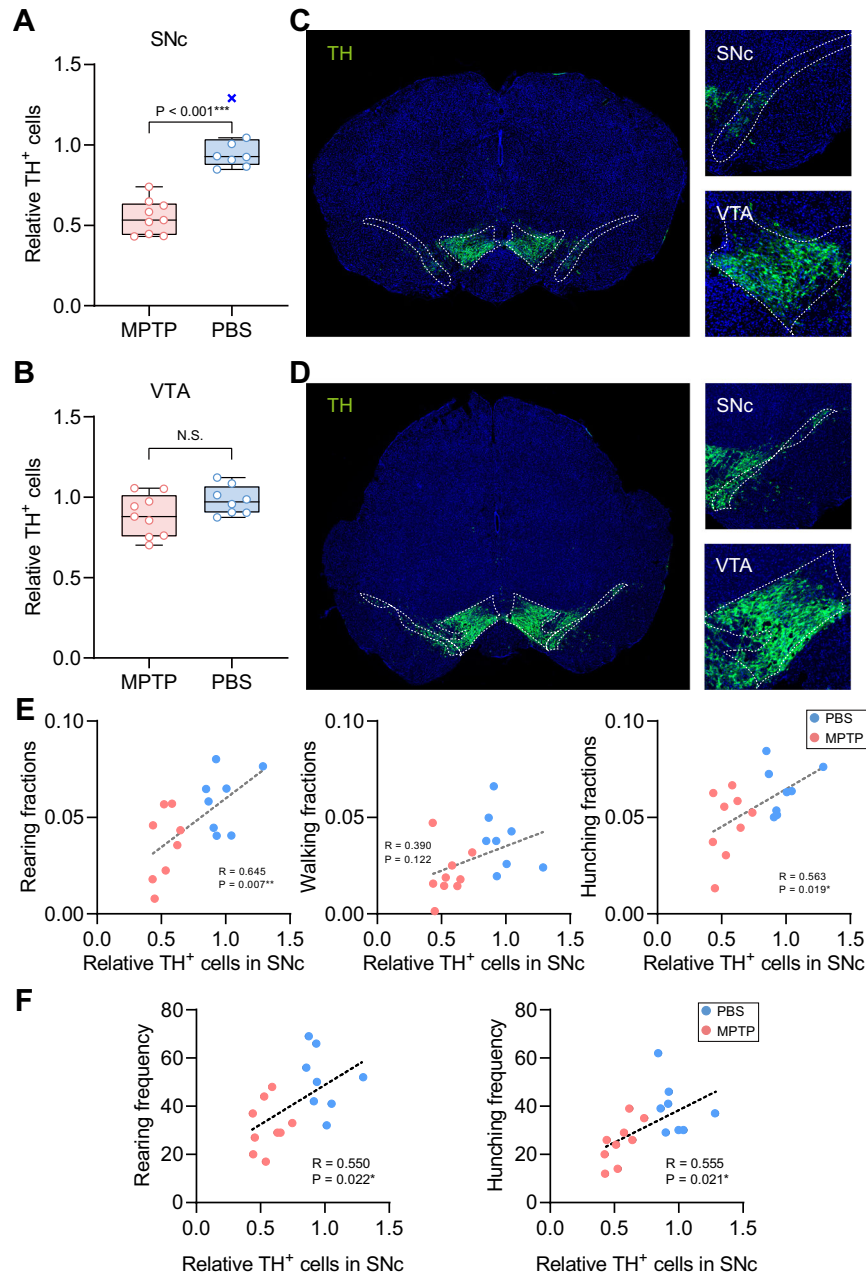 A
SNc
1.5
P < 0.001***
1.0
0.5
0.0
Relative TH+ cells
MPTP
PBS
B
VTA
1.5
N.S.
1.0
0.5
0.0
Relative TH+ cells
MPTP
PBS
C
TH
SNc
VTA
D
TH
SNc
VTA
E
0.10
0.05
0.00
Rearing fractions
R = 0.645
P = 0.007**
0.0 0.5 1.0 1.5
Relative TH+ cells in SNc
0.10
0.05
0.00
Walking fractions
R = 0.390
P = 0.122
0.0 0.5 1.0 1.5
Relative TH+ cells in SNc
0.10
0.05
0.00
Hunching fractions
PBS
MPTP
R = 0.563
P = 0.019*
0.0 0.5 1.0 1.5
Relative TH+ cells in SNc
F
80
60
40
20
0
Rearing frequency
R = 0.550
P = 0.022*
0.0 0.5 1.0 1.5
Relative TH+ cells in SNc
80
60
40
20
0
Hunching frequency
PBS
MPTP
R = 0.555
P = 0.021*
0.0 0.5 1.0 1.5
Relative TH+ cells in SNc